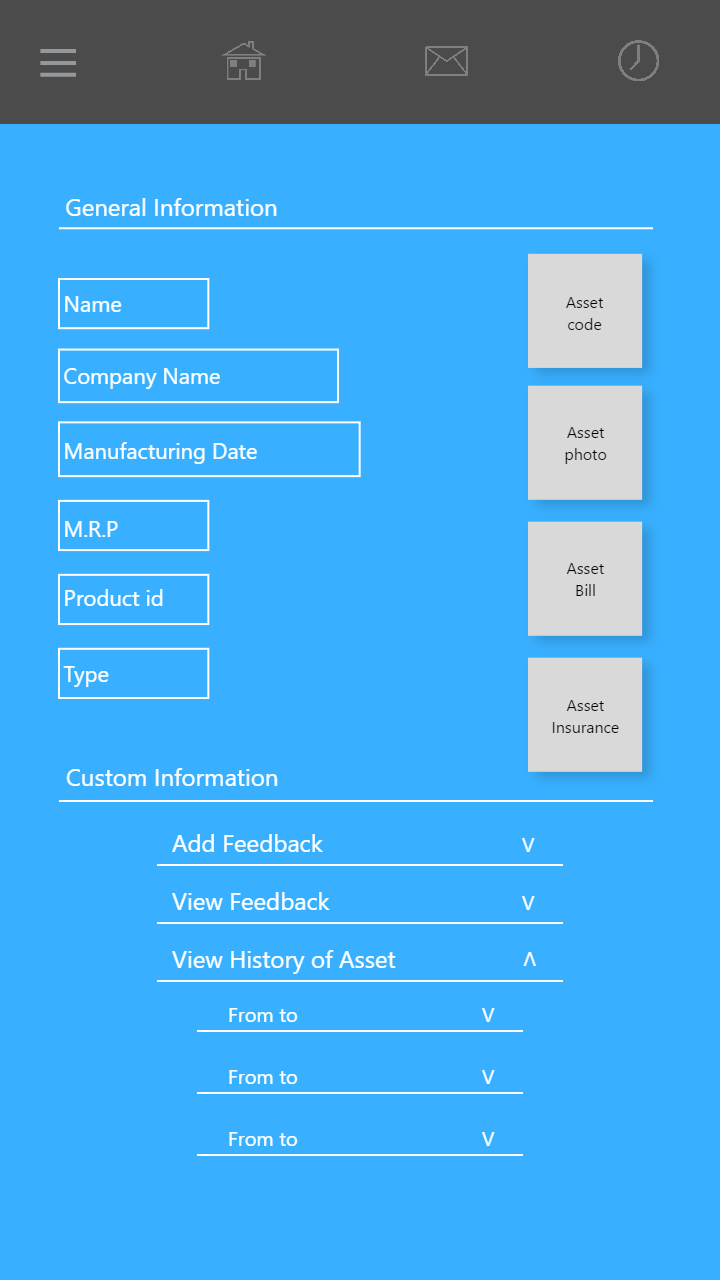 General Information
Name
Company Name
Manufacturing Date
M.R.P
Product id
Type
Asset
code
Asset
photo
Asset
Bill
Asset
Insurance
Custom Information
Add Feedback V
View Feedback V
View History of Asset Λ
From to V
From to V
From to V